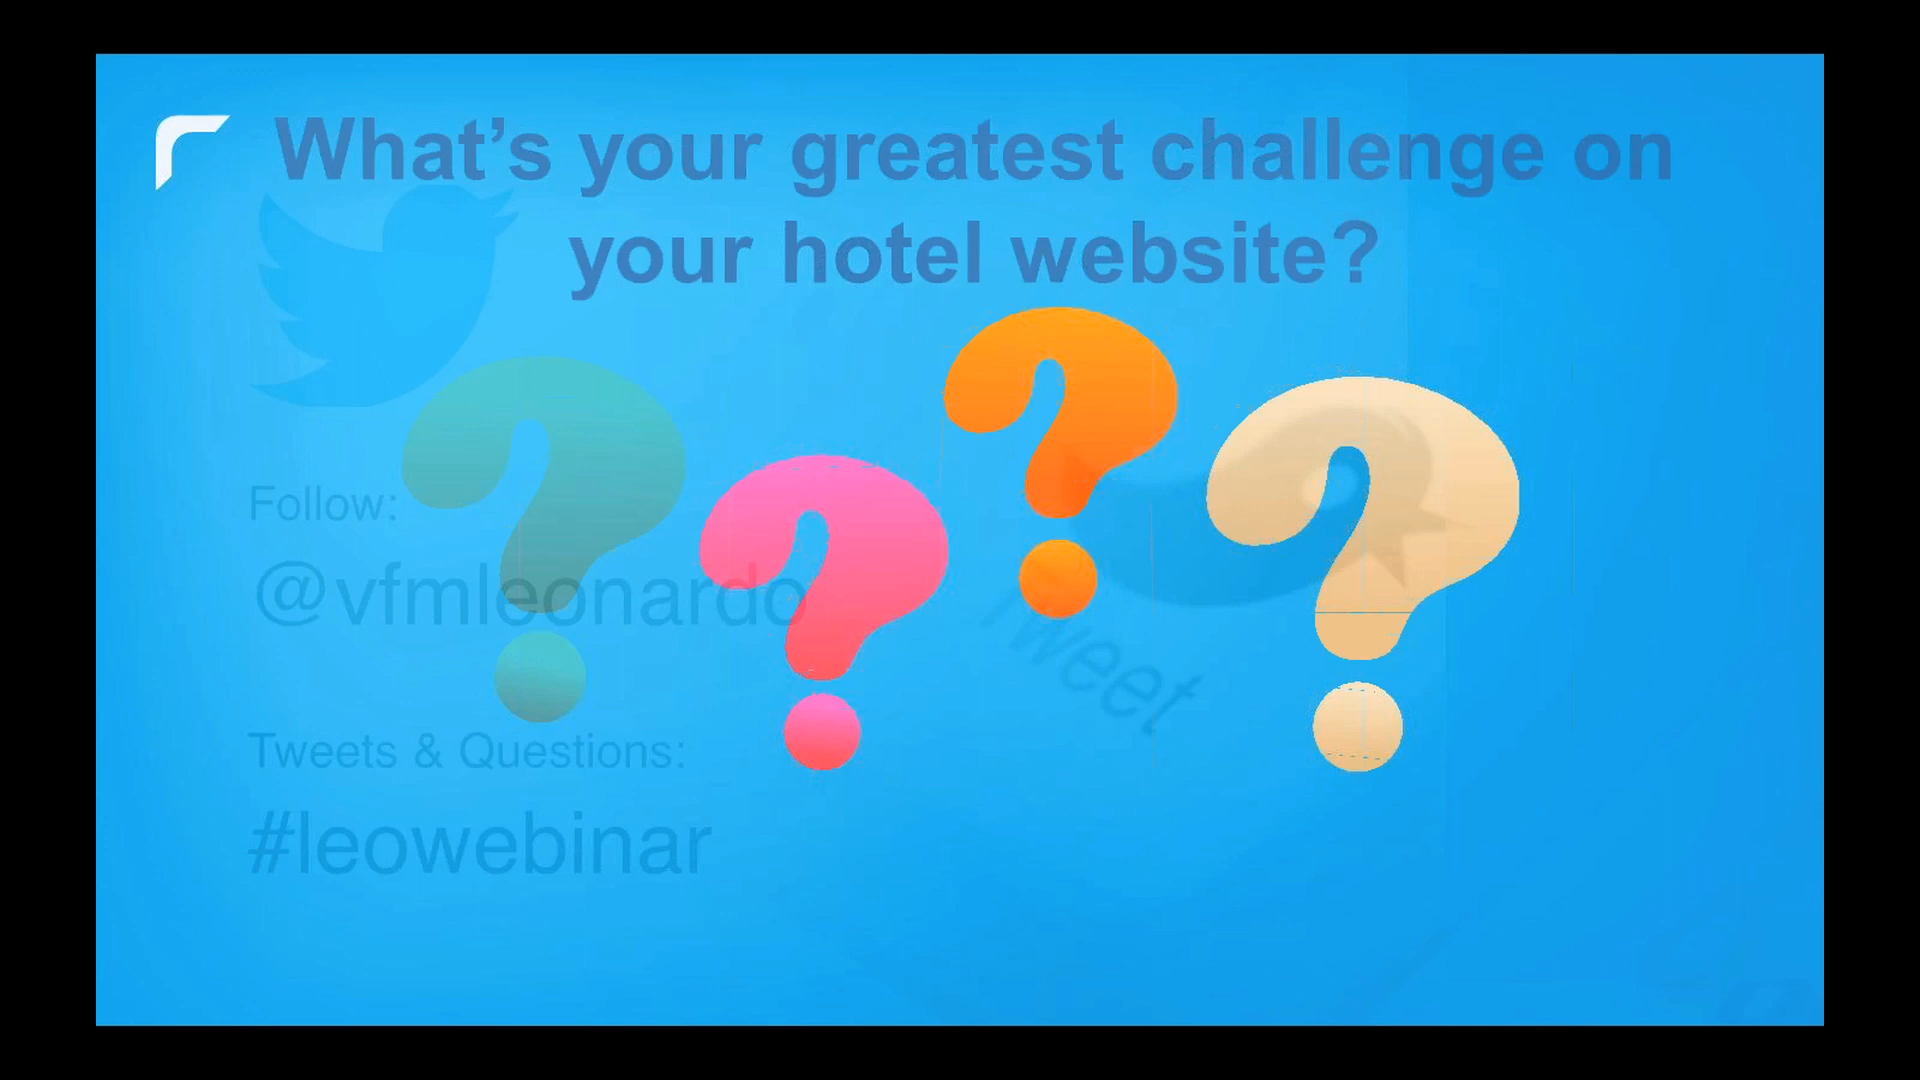 What’s your greatest challenge on
your hotel website?
Follow:
@vfmleonardo
Tweet
Tweets & Questions:
#leowebinar